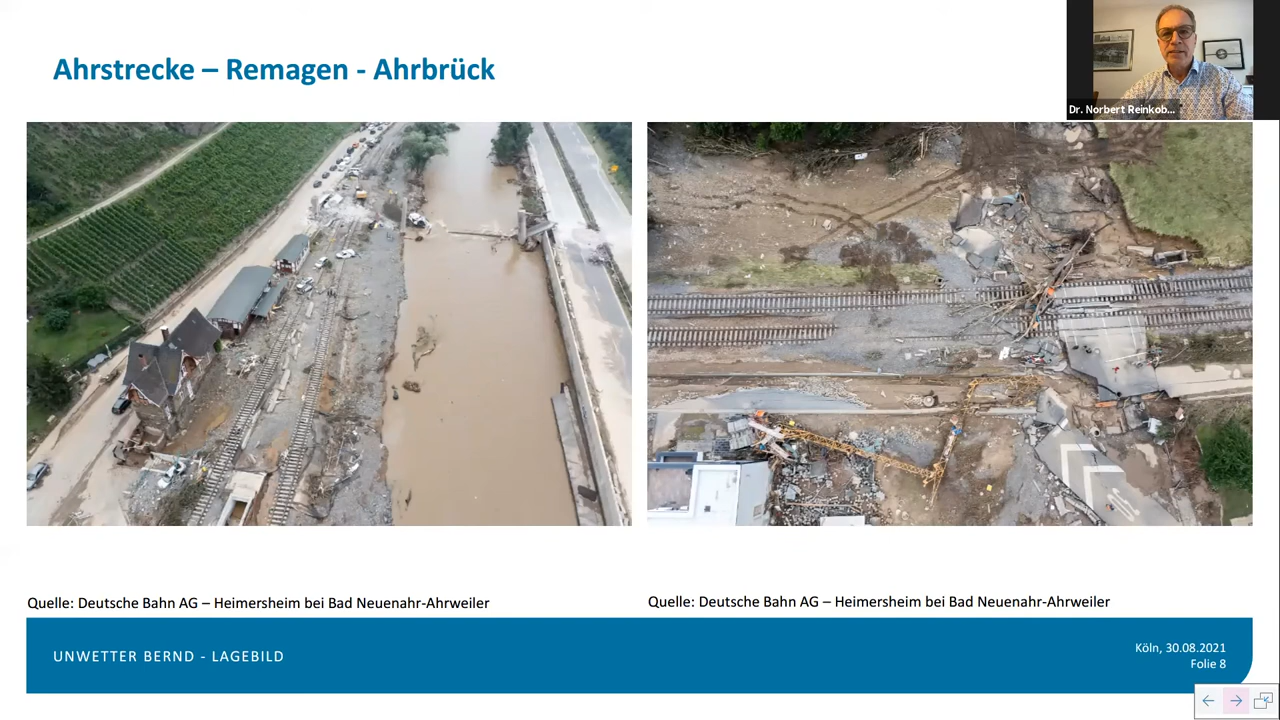 Ahrstrecke – Remagen - Ahrbrück
Dr. Norbert Reinkob...
Quelle: Deutsche Bahn AG – Heimersheim bei Bad Neuenahr-Ahrweiler
Quelle: Deutsche Bahn AG – Heimersheim bei Bad Neuenahr-Ahrweiler
UNWETTER BERND - LAGEBILD
Köln, 30.08.2021
Folie 8